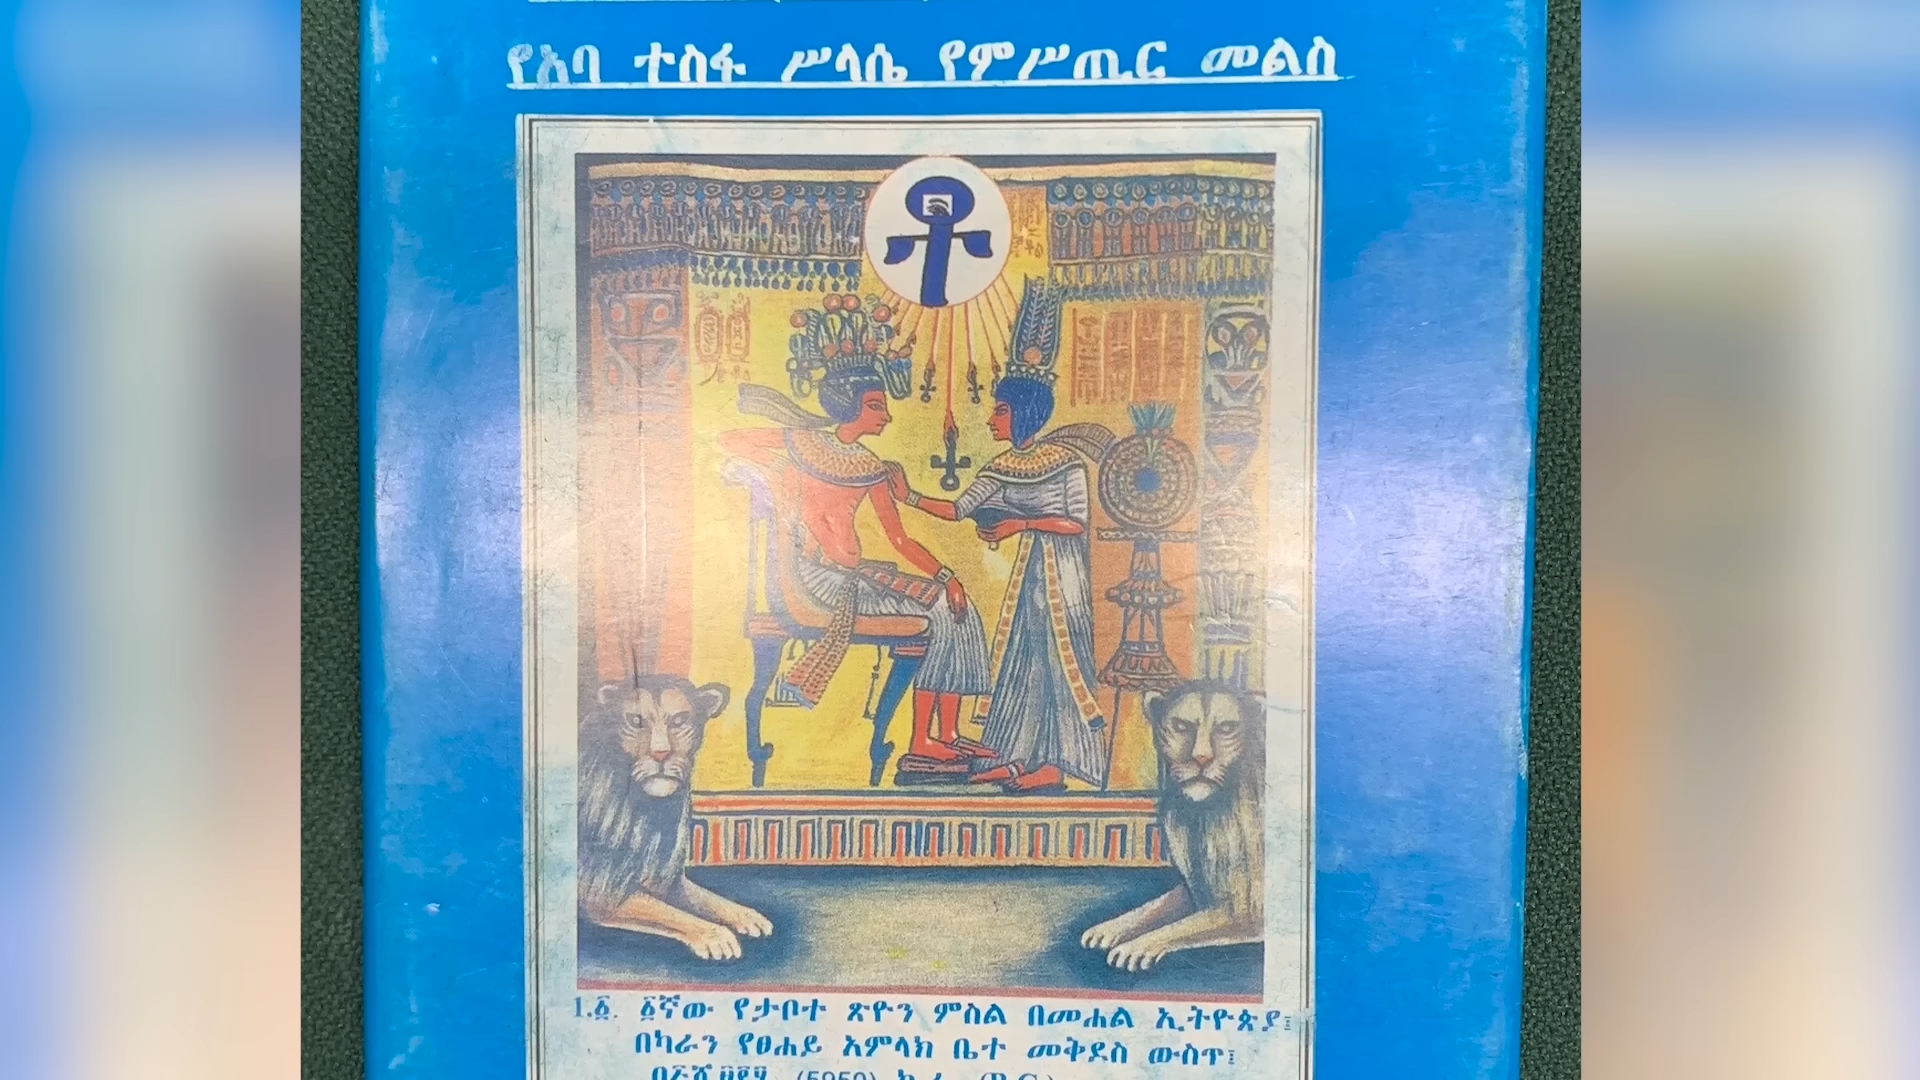 የአባ ተስፋ ሥላሴ የምሥጢር መልስ
1.፩. ፩ኛው የታቦተ ጽዮን ምስል በመሐል ኢትዮጵያ፤
በካራን የፀሐይ አምላክ ቤተ መቅደስ ውስጥ፤
(5950)